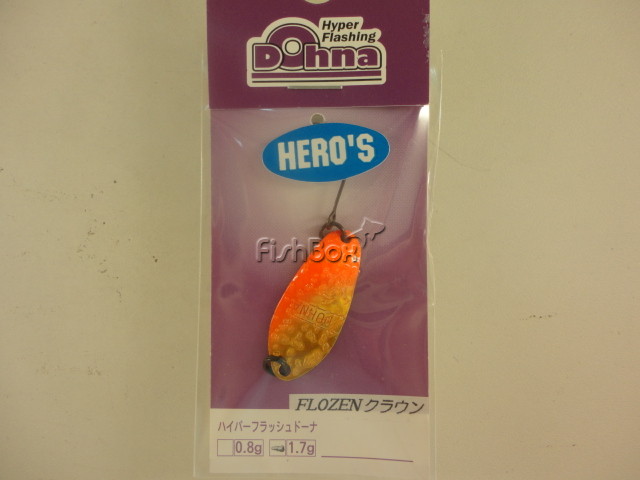 Hyper
Flashing
Dohna
HERO'S
FishBox
DOHNA
FLOZENクラウン
ハイパーフラッシュドーナ
0.8g 1.7g